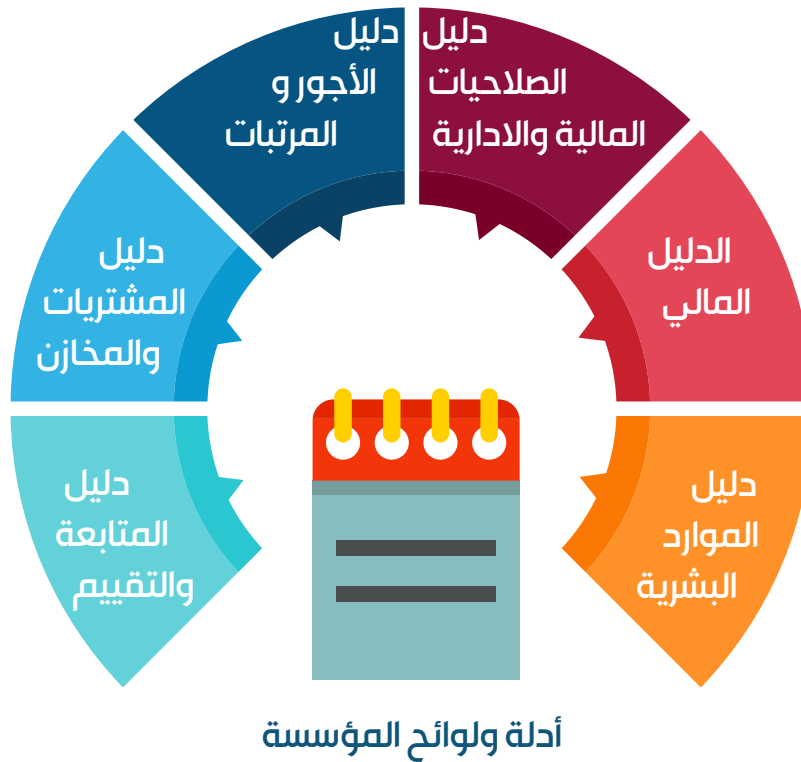 دليل
الصلاحيات
المالية والادارية
دليل
الأجور و
المرتبات
الدليل
المالي
دليل
المشتريات
والمخازن
دليل
الموارد
البشرية
دليل
المتابعة
والتقييم
أدلة ولوائح المؤسسة